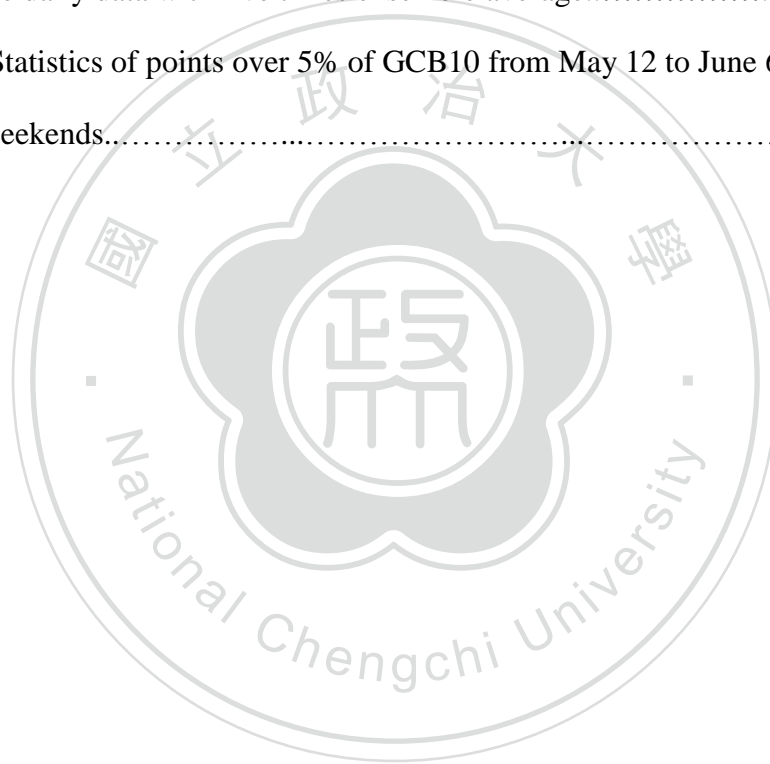 Statistics of points over 5% of GCB10 from May 12 to June 6
eekends..……………...……………………...………………
國立政治大學
政
National Chengchi University